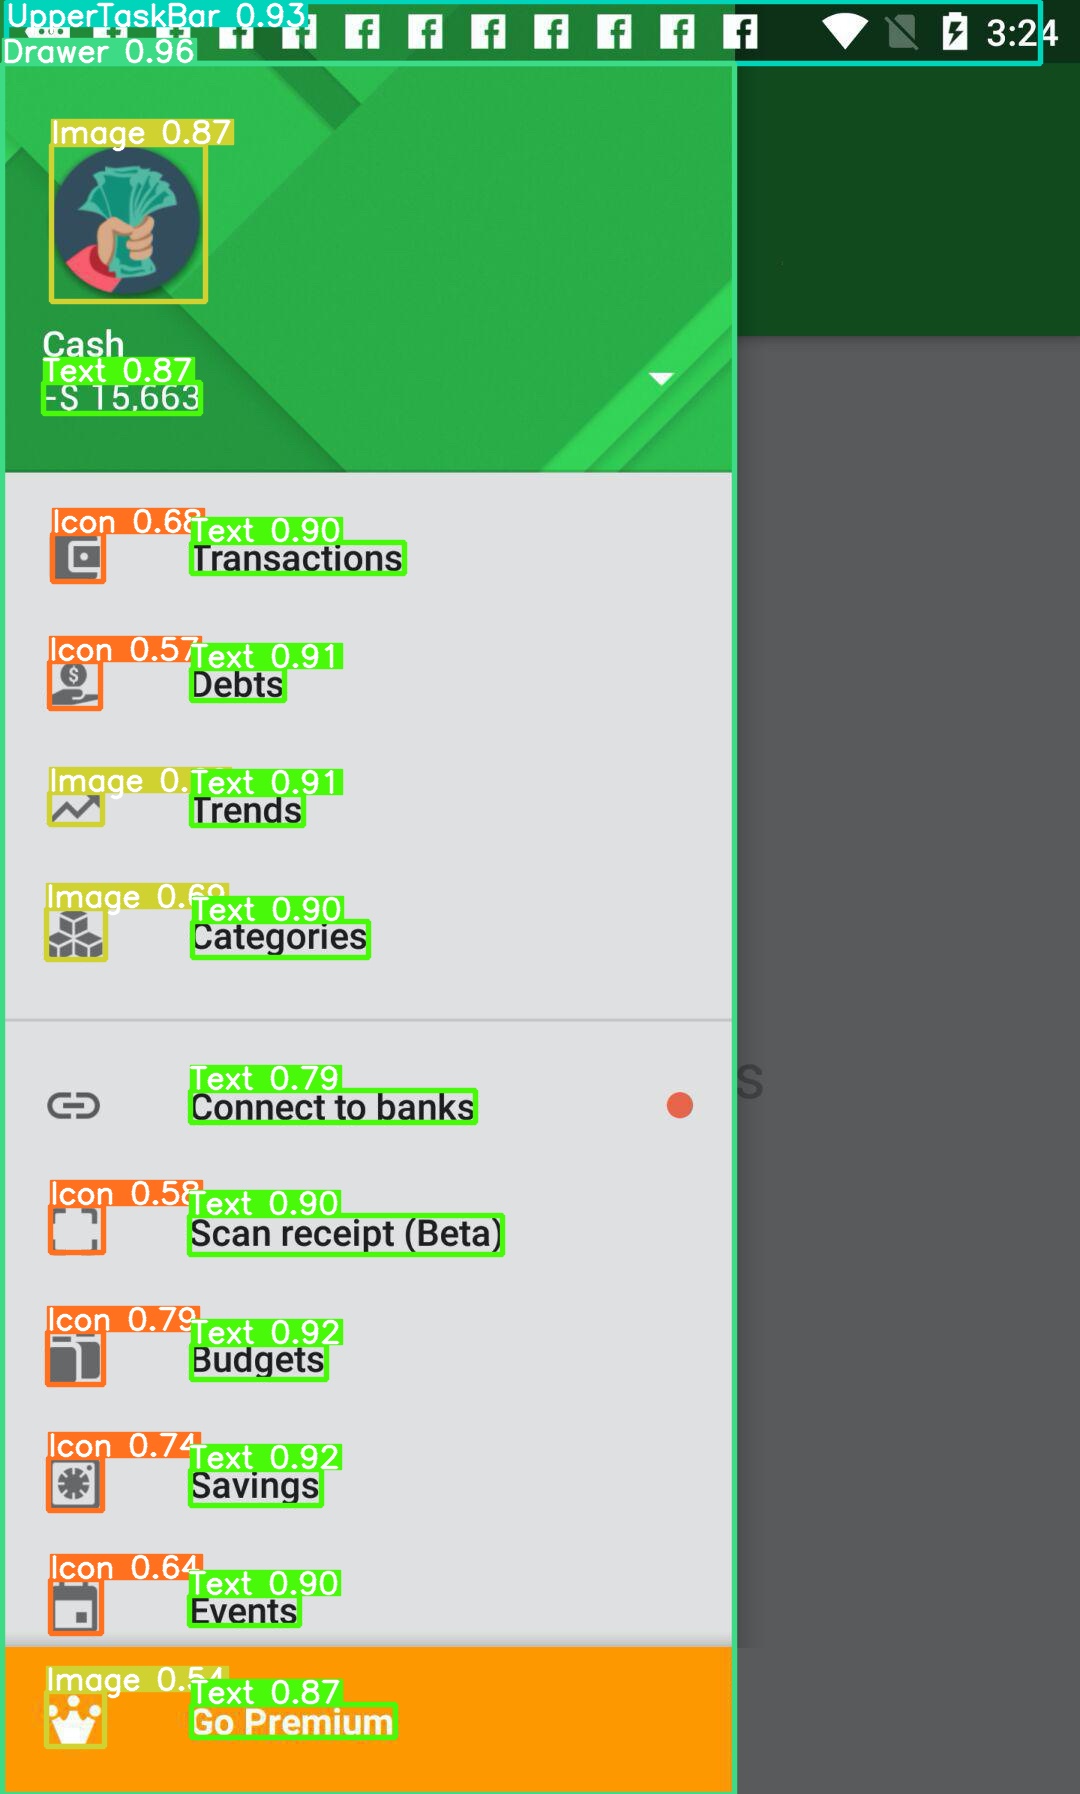 UpperTaskBar 0.93
3:24
Drawer 0.96
Image 0.87
Cash
Text 0.87
-$ 15,663
Icon 0.68
Text 0.90
Transactions
Icon 0.57
Text 0.91
Debts
Image 0.
Text 0.91
Trends
Image 0.69
Text 0.90
Categories
Text 0.79
Connect to banks
s
Icon 0.58
Text 0.90
Scan receipt (Beta)
Icon 0.79
Text 0.92
Budgets
Icon 0.74
Text 0.92
Savings
Icon 0.64
Text 0.90
Events
Image 0.54
Text 0.87
Go Premium